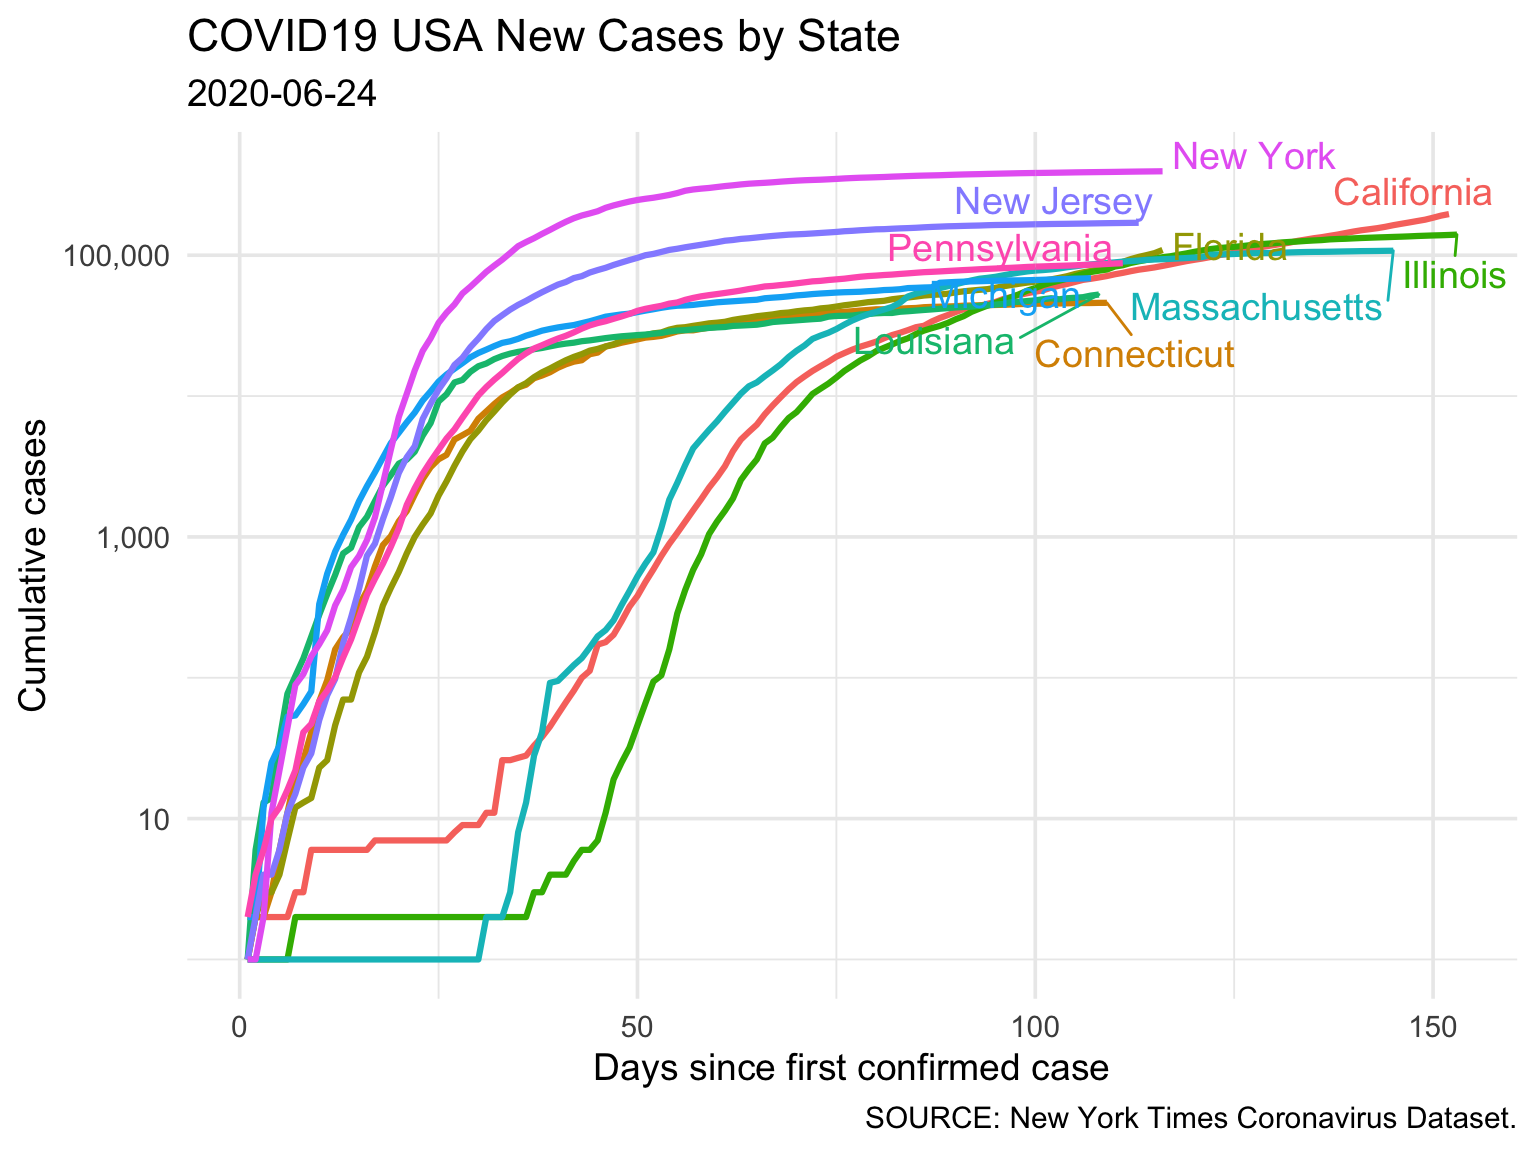 COVID19 USA New Cases by State
2020-06-24
New York
California
New Jersey
Pennsylvania
Florida
Illinois
Michigan
Massachusetts
Louisiana
Connecticut
100,000
1,000
10
Cumulative cases
0 50 100 150
Days since first confirmed case
SOURCE: New York Times Coronavirus Dataset.